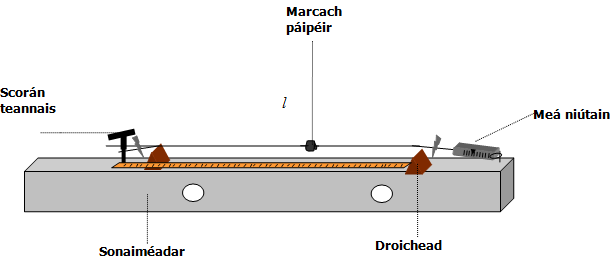 Marcach
páipéir
Scorán
teannais
l
Meá niútain
Sonaiméadar
Droichead